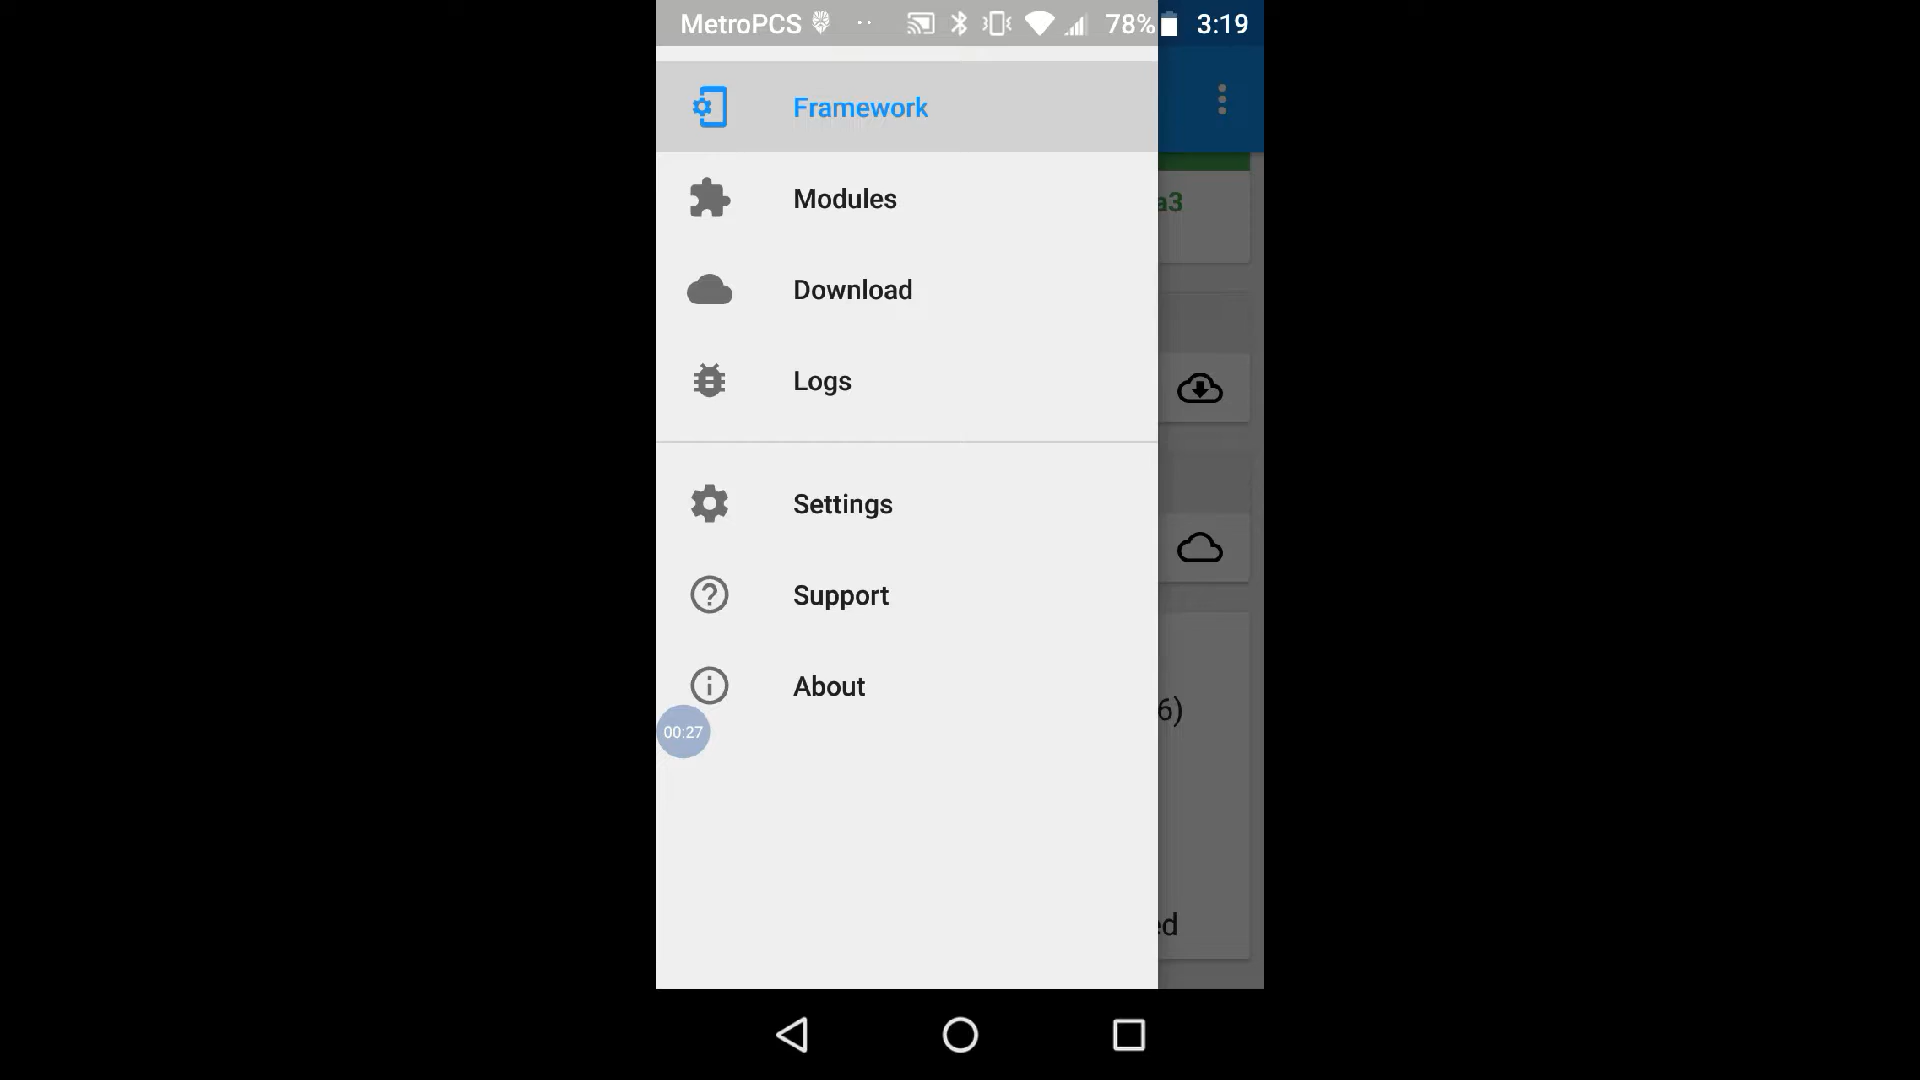 MetroPCS 78% 3:19
Framework
Modules
a3
Download
Logs
Settings
Support
About
6)
00:27
ed